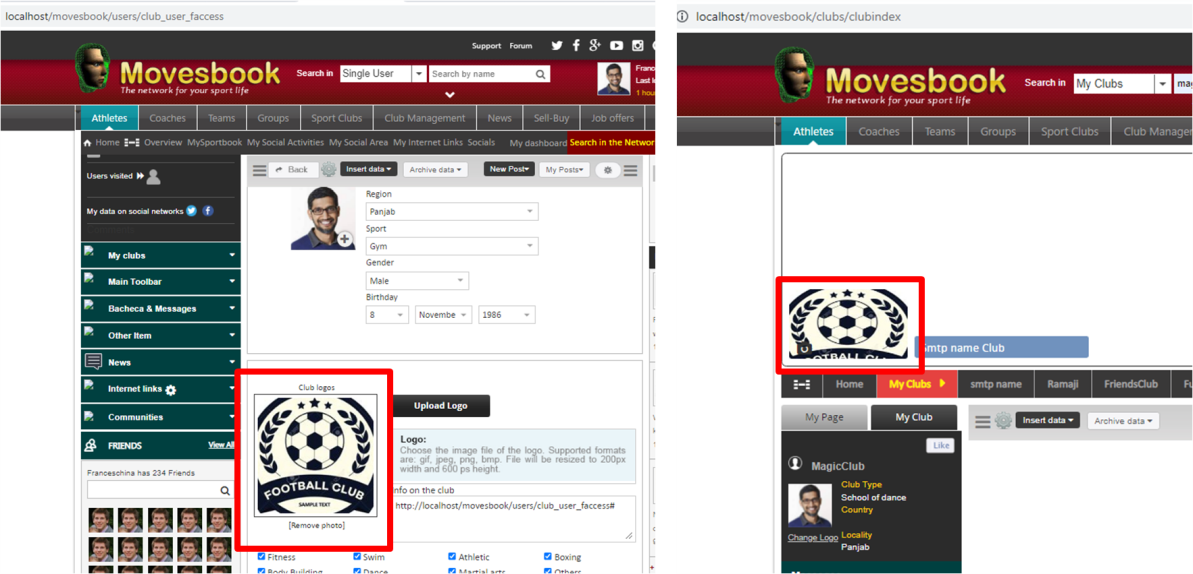 localhost/movesbook/users/club_user_faccess
Support Forum
Movesbook
The network for your sport life
Search in
Single User
Search by name
Franc
Last l
1 hou
Athletes
Coaches
Teams
Groups
Sport Clubs
Club Management
News
Sell-Buy
Job offers
Home
Overview
MySportbook
My Social Activities
My Social Area
My Internet Links
Socials
My dashboard
Search in the Networ
Users visited
My data on social networks
My clubs
Main Toolbar
Bacheca & Messages
Other Item
News
Internet links
Communities
FRIENDS
View All
Franceschina has 234 Friends
Back
Insert data
Archive data
New Post
My Posts
Region
Panjab
Sport
Gym
Gender
Male
Birthday
8
Novembe
1986
Club logos
FOOTBALL CLUB
SAMPLE TEXT
[Remove photo]
Upload Logo
Logo:
Choose the image file of the logo. Supported formats
are: gif, jpeg, png, bmp. File will be resized to 200px
width and 600 ps height.
info on the club
http://localhost/movesbook/users/club_user_faccess#
Fitness
Swim
Athletic
Boxing
Body Building
Dance
Martial arts
Others
localhost/movesbook/clubs/clubindex
Movesbook
The network for your sport life
Search in
My Clubs
mag
Athletes
Coaches
Teams
Groups
Sport Clubs
Club Manager
FOOTBALL CLUB
Smtp name Club
Home
My Clubs
smtp name
Ramaji
FriendsClub
Fu
My Page
My Club
Insert data
Archive data
Like
MagicClub
Club Type
School of dance
Country
Locality
Panjab
Change Logo